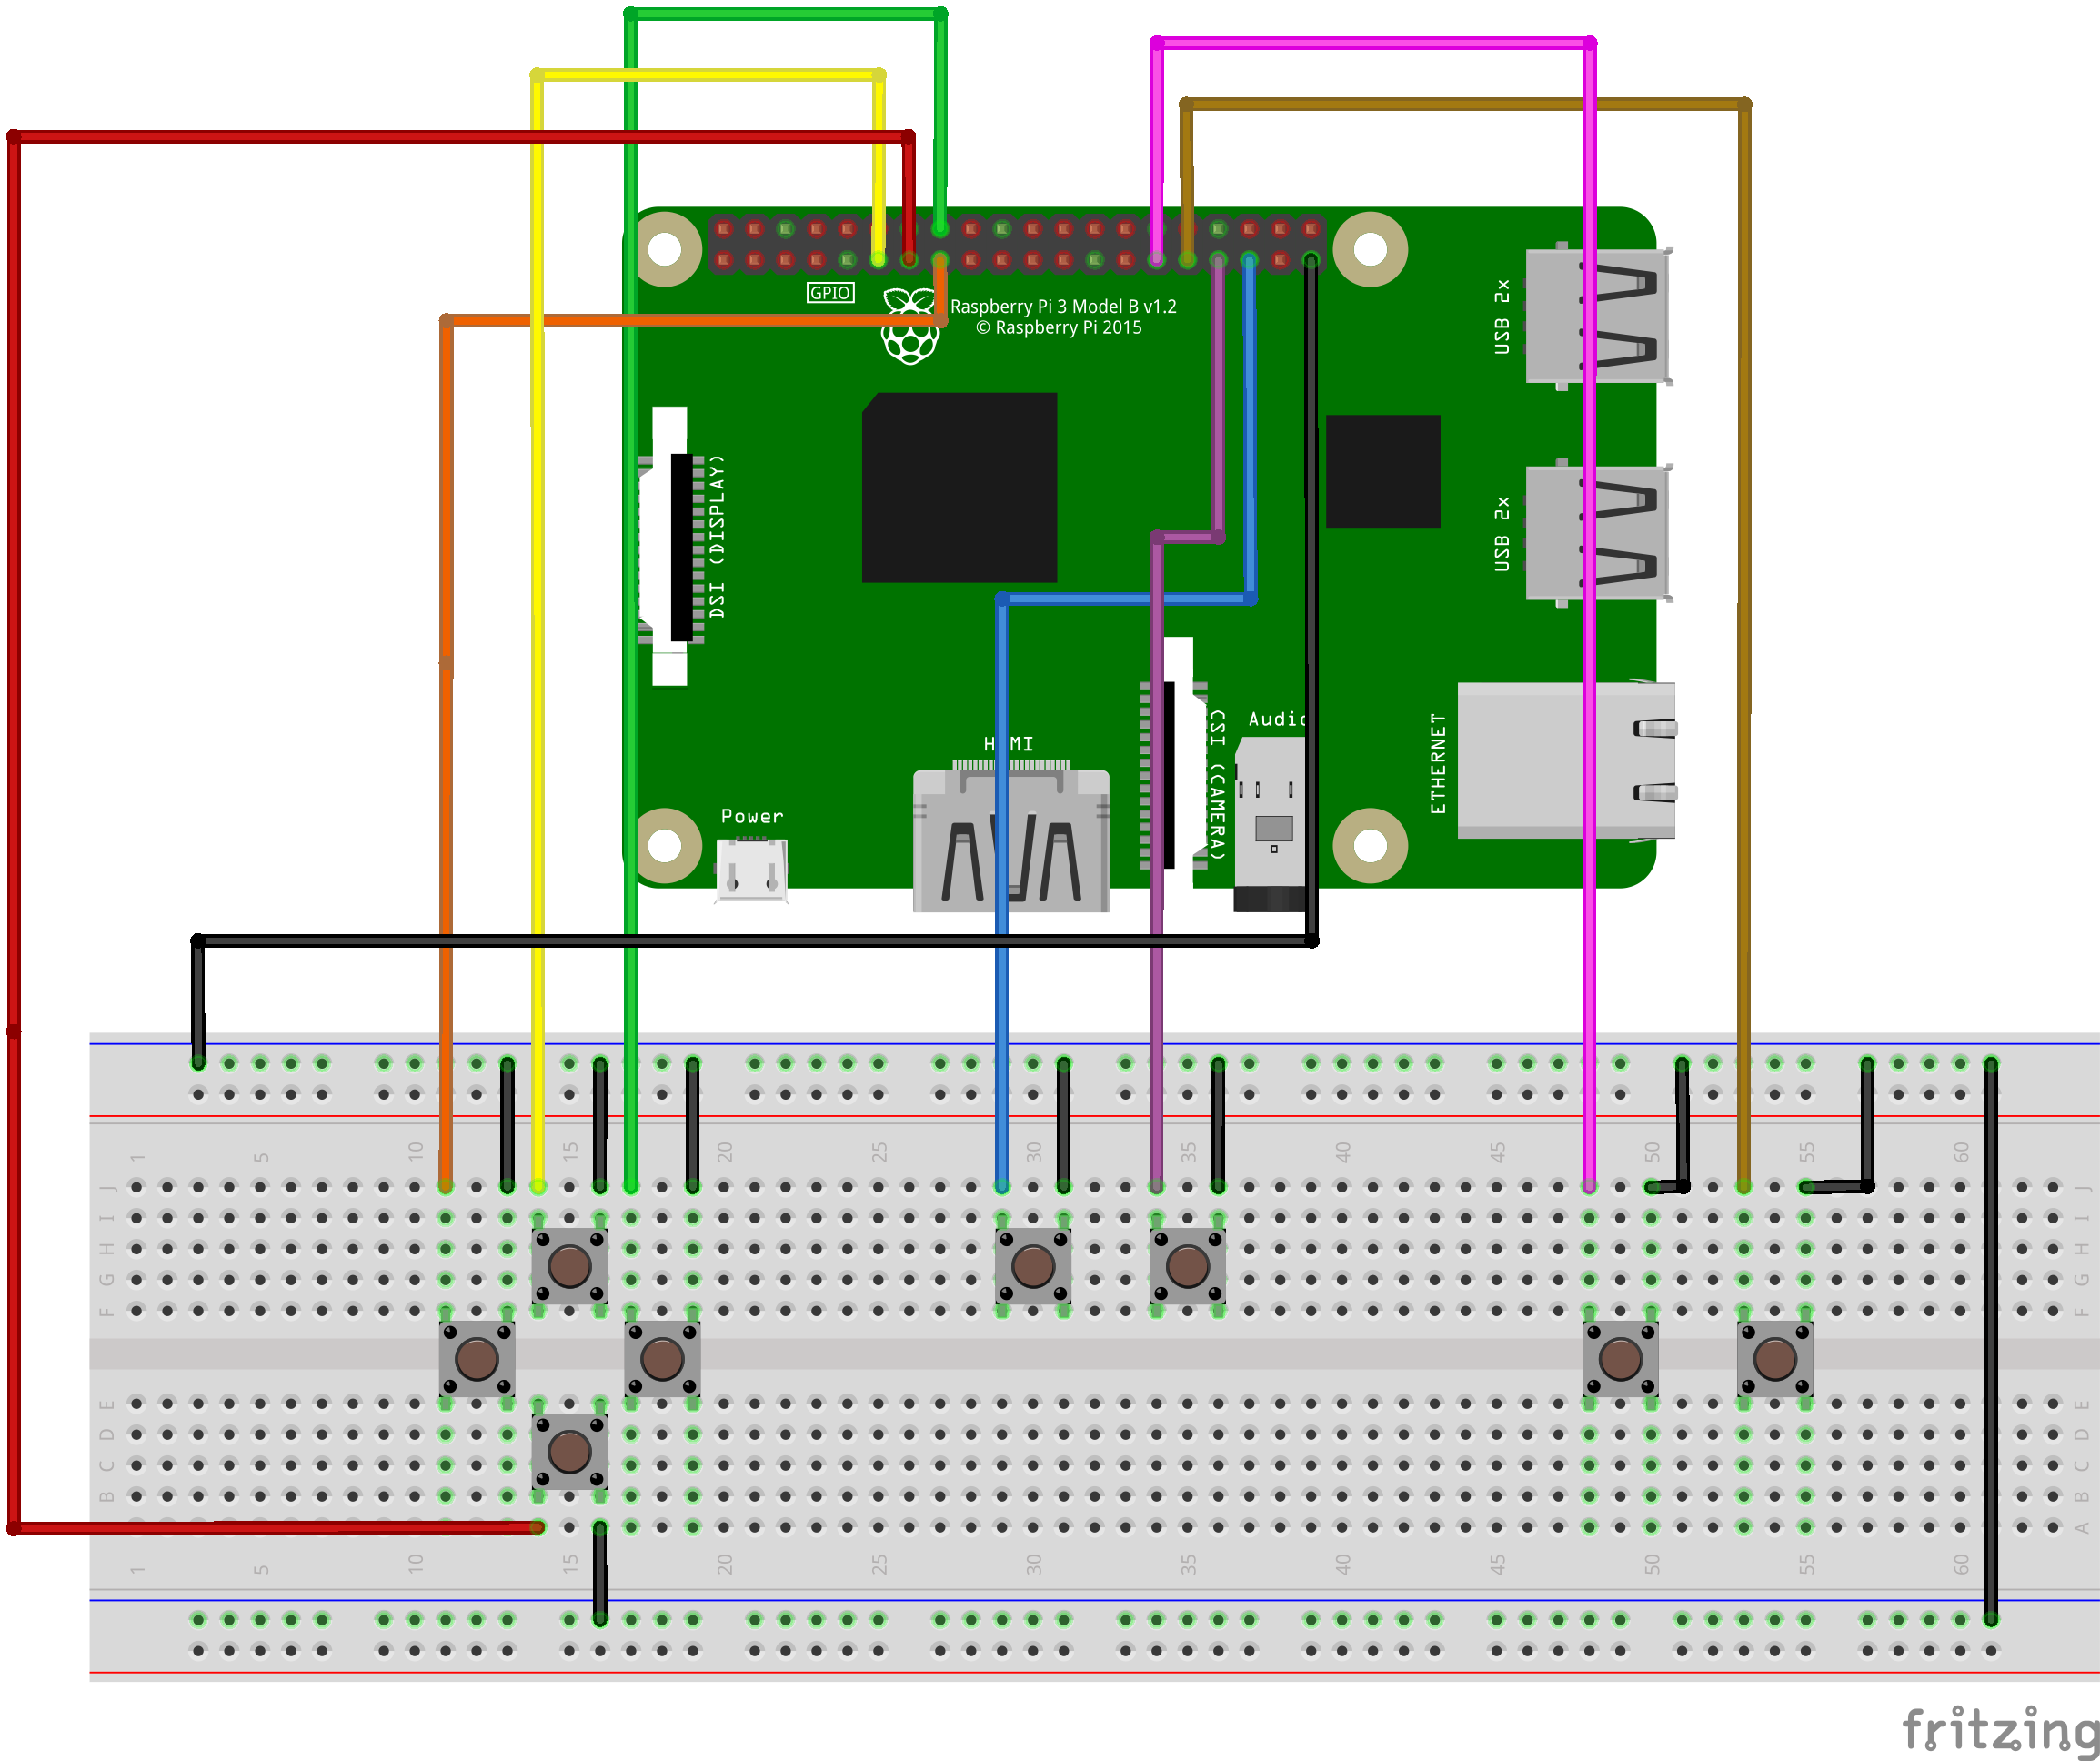 GPIO
Raspberry Pi 3 Model B v1.2
© Raspberry Pi 2015
USB 2x
DSI (DISPLAY)
USB 2x
CSI (CAMERA)
Audio
ETHERNET
HDMI
Power
1 5 10 15 20 25 30 35 40 45 50 55 60
J J
I I
H H
G G
F F
E E
D D
C C
B B
A
1 5 10 15 20 25 30 35 40 45 50 55 60
fritzing